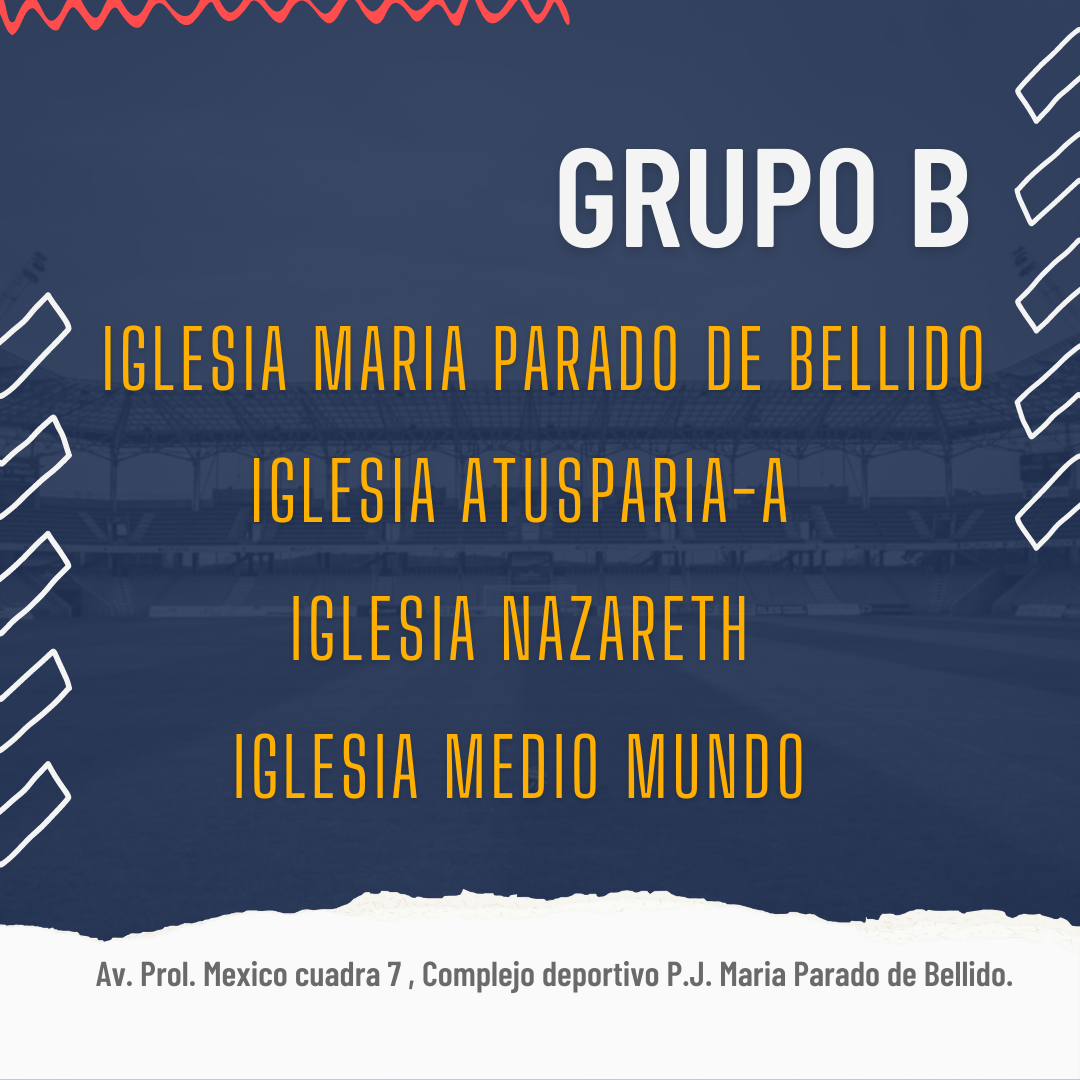 GRUPO B
IGLESIA MARIA PARADO DE BELLIDO
IGLESIA ATUSPARIA-A
IGLESIA NAZARETH
IGLESIA MEDIO MUNDO
Av. Prol. Mexico cuadra 7 , Complejo deportivo P.J. Maria Parado de Bellido.